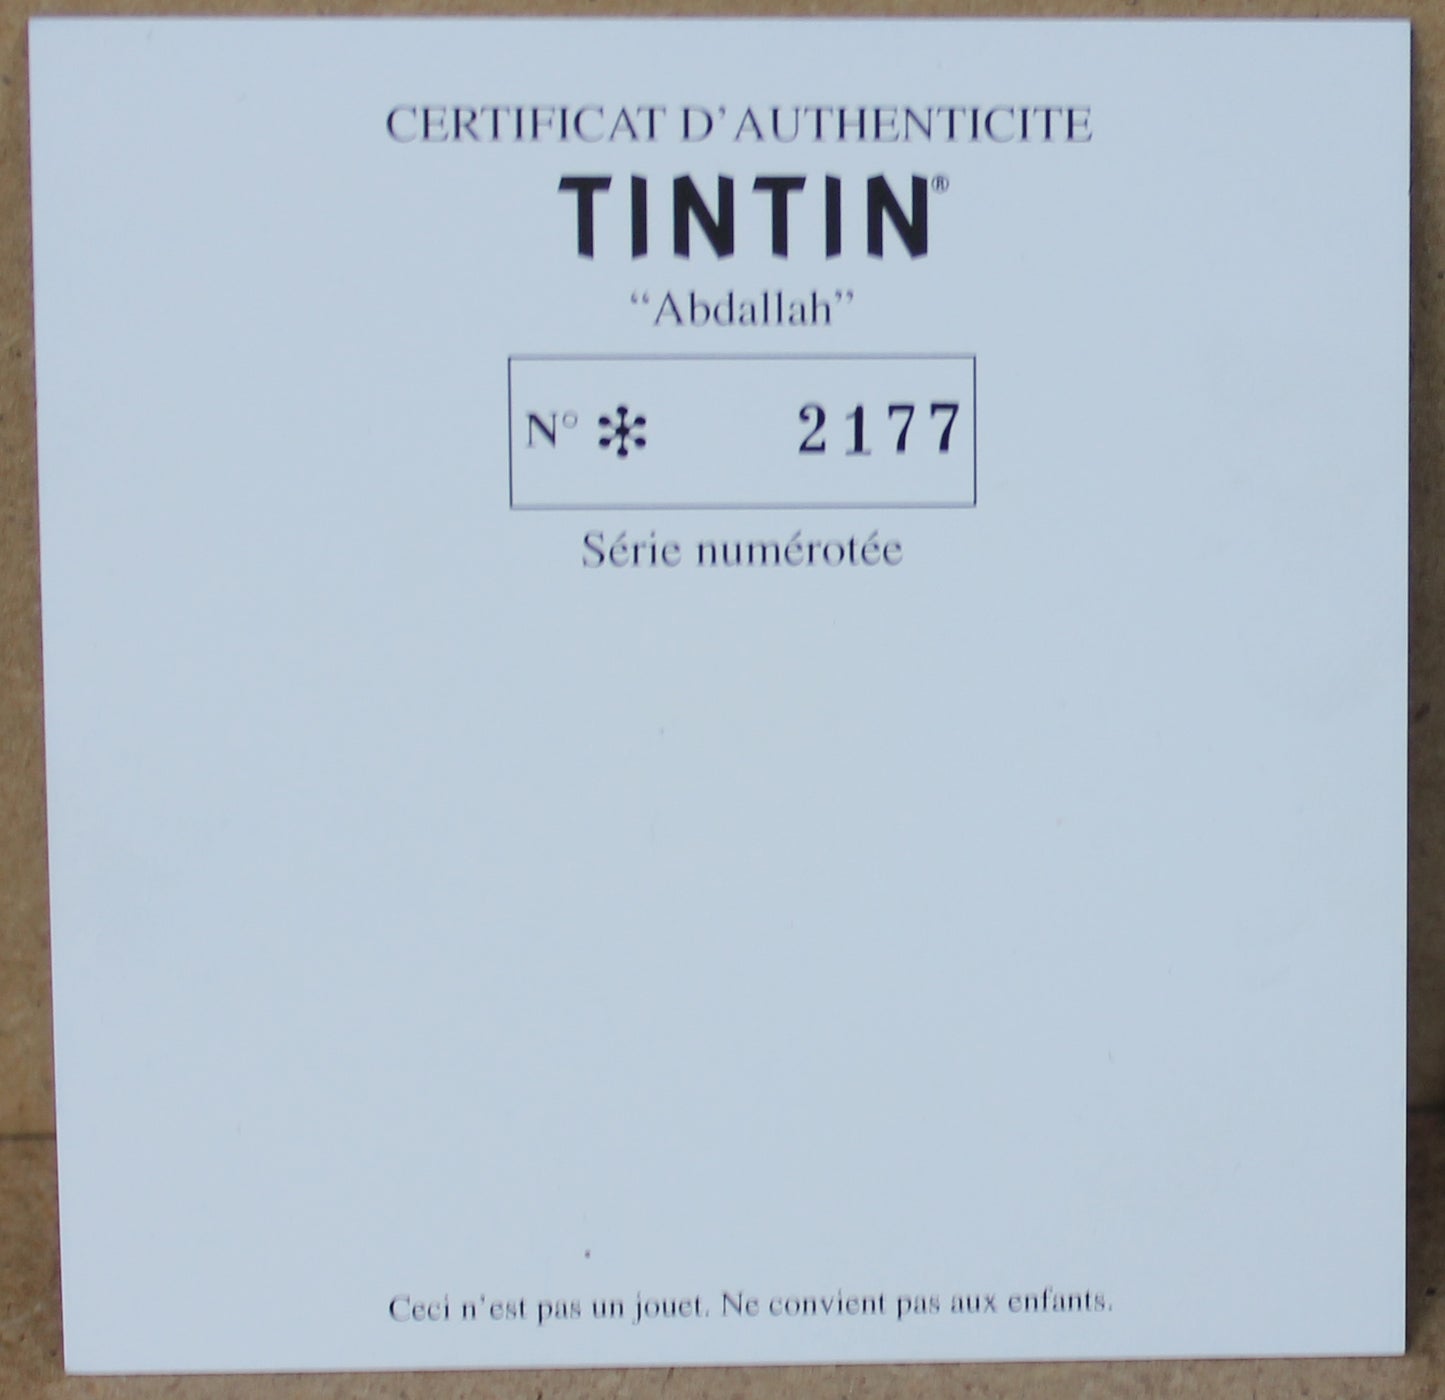 CERTIFICAT D’AUTHENTICITE
TINTIN®
“Abdallah”
N° * 2177
Série numérotée
Ceci n’est pas un jouet. Ne convient pas aux enfants.